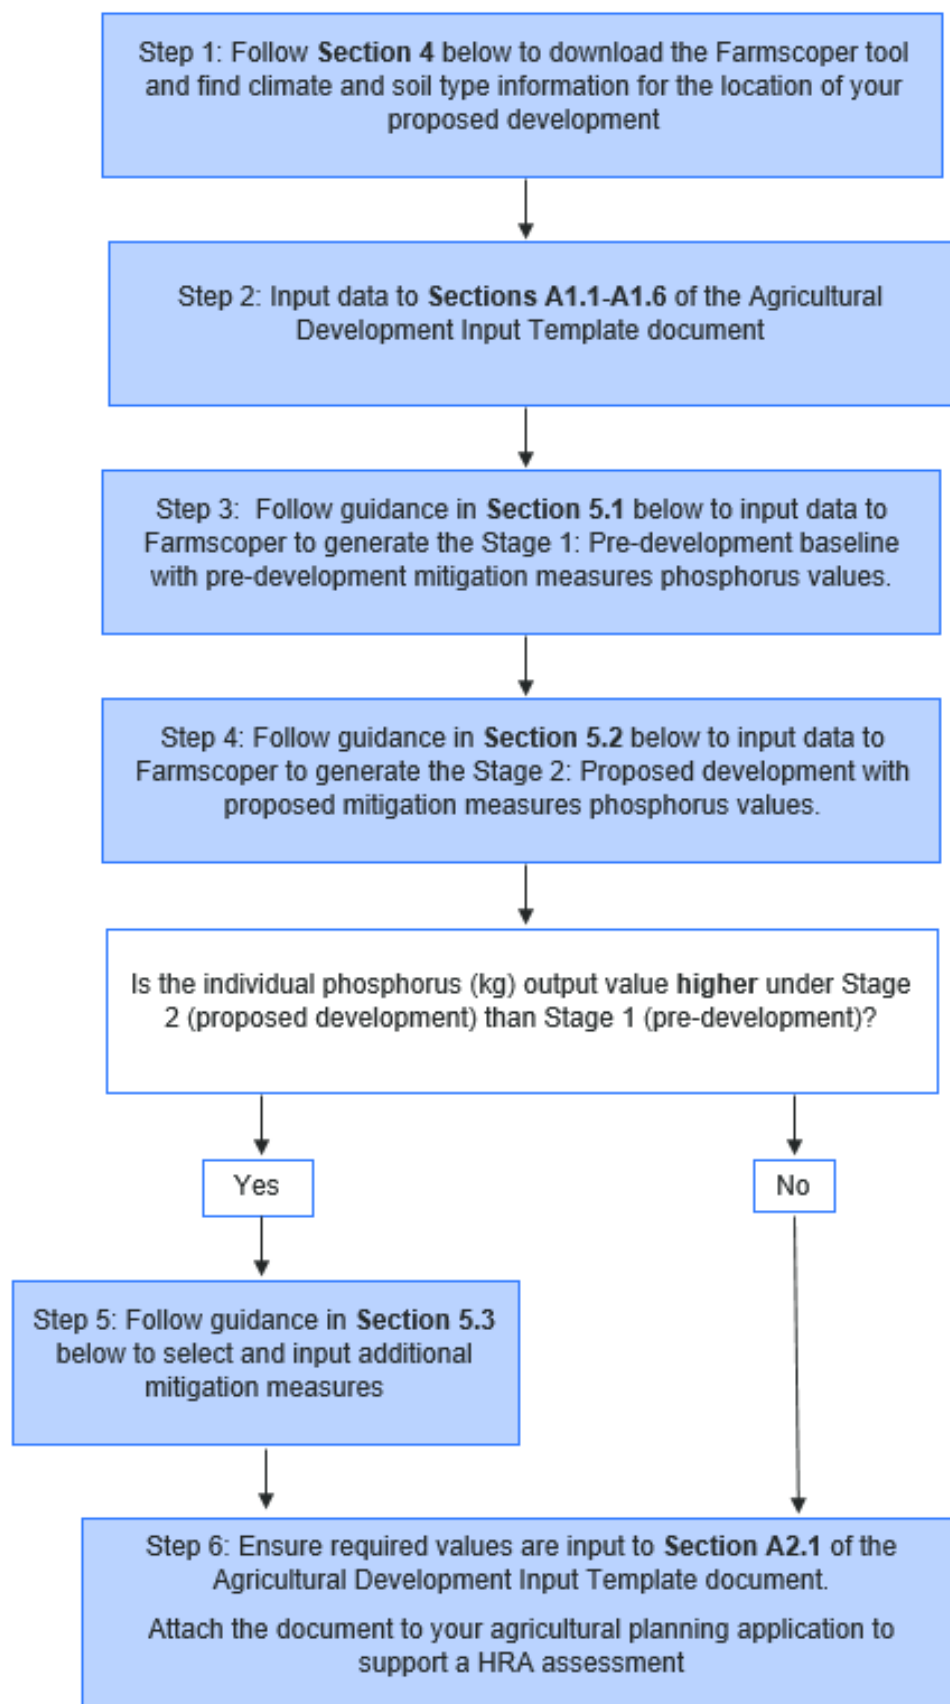 Step 1: Follow Section 4 below to download the Farmscoper tool
and find climate and soil type information for the location of your
proposed development
Step 2: Input data to Sections A1.1-A1.6 of the Agricultural
Development Input Template document
Step 3:  Follow guidance in Section 5.1 below to input data to
Farmscoper to generate the Stage 1: Pre-development baseline
with pre-development mitigation measures phosphorus values.
Step 4: Follow guidance in Section 5.2 below to input data to
Farmscoper to generate the Stage 2: Proposed development with
proposed mitigation measures phosphorus values.
Is the individual phosphorus (kg) output value higher under Stage
2 (proposed development) than Stage 1 (pre-development)?
Yes
No
Step 5: Follow guidance in Section 5.3
below to select and input additional
mitigation measures
Step 6: Ensure required values are input to Section A2.1 of the
Agricultural Development Input Template document.
Attach the document to your agricultural planning application to
support a HRA assessment